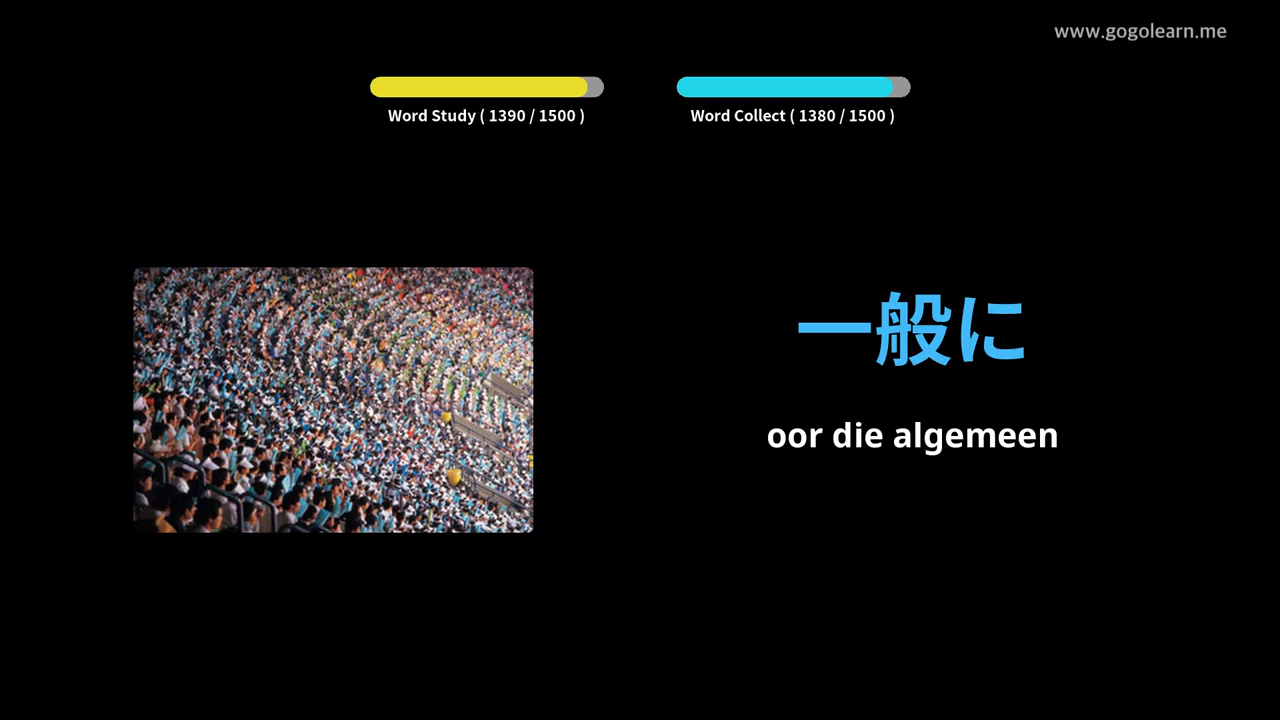 www.gogolearn.me
Word Study ( 1390 / 1500 )
Word Collect ( 1380 / 1500 )
一般に
oor die algemeen